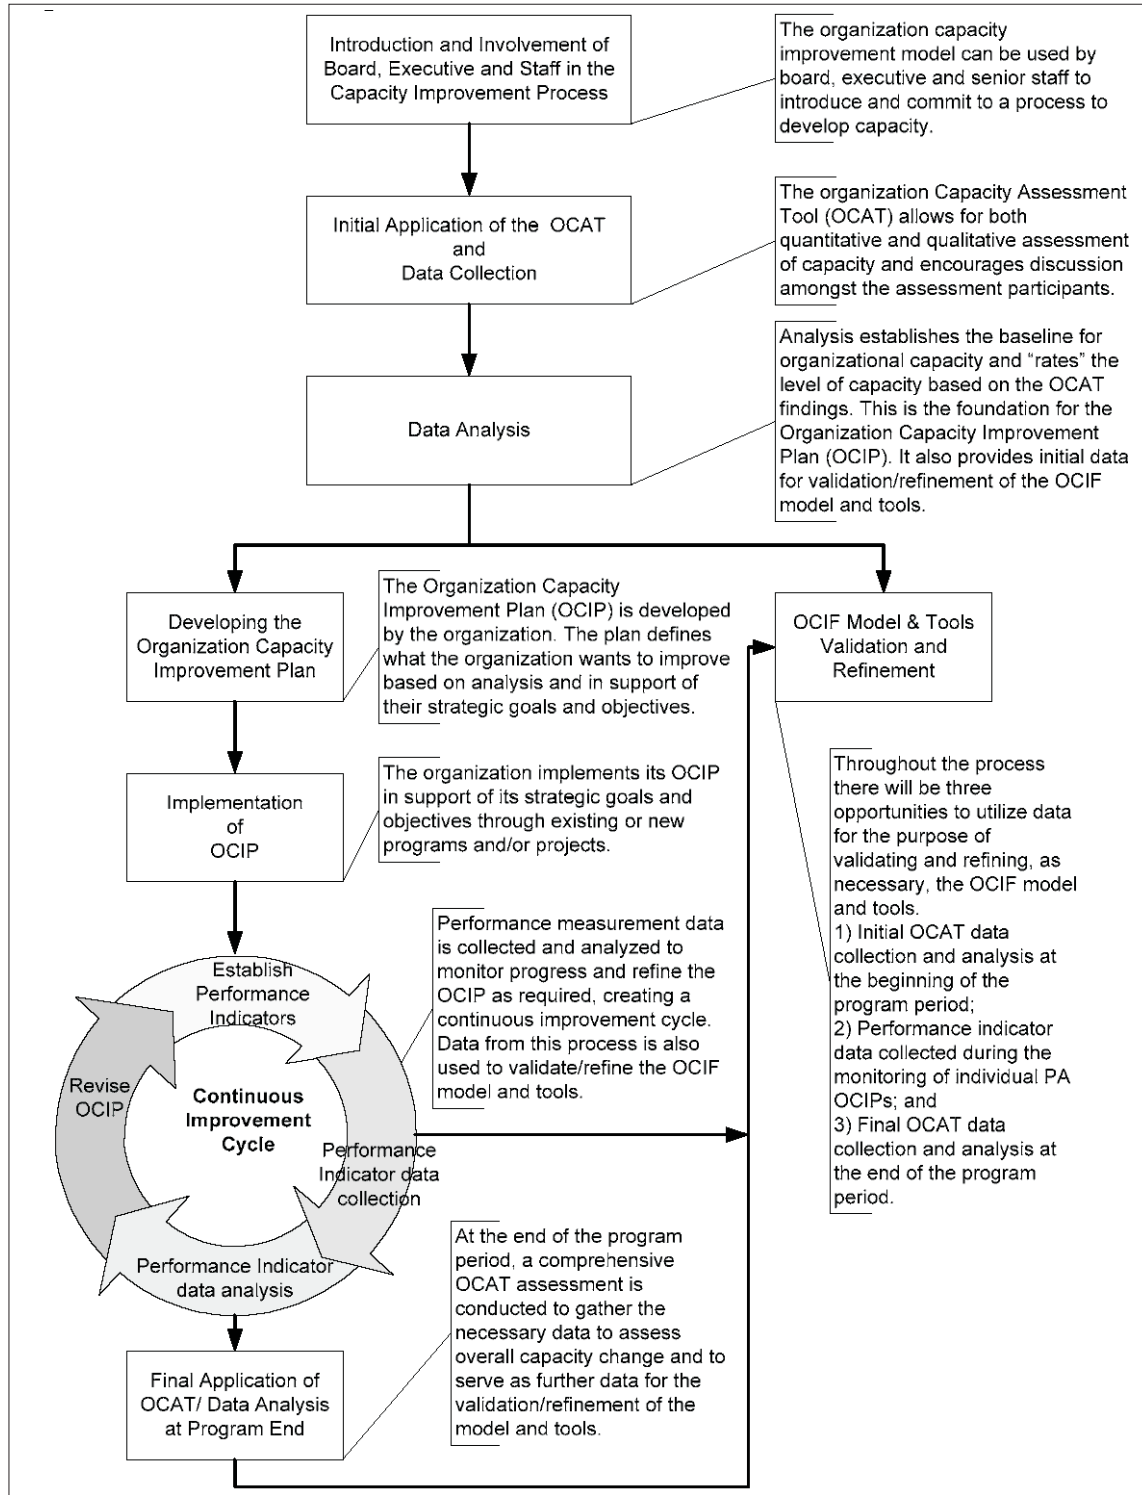 Introduction and Involvement of
Board, Executive and Staff in the
Capacity Improvement Process
The organization capacity
improvement model can be used by
board, executive and senior staff to
introduce and commit to a process to
develop capacity.
Initial Application of the OCAT
and
Data Collection
The organization Capacity Assessment
Tool (OCAT) allows for both
quantitative and qualitative assessment
of capacity and encourages discussion
amongst the assessment participants.
Data Analysis
Analysis establishes the baseline for
organizational capacity and “rates” the
level of capacity based on the OCAT
findings. This is the foundation for the
Organization Capacity Improvement
Plan (OCIP). It also provides initial data
for validation/refinement of the OCIF
model and tools.
Developing the
Organization Capacity
Improvement Plan
The Organization Capacity
Improvement Plan (OCIP) is developed
by the organization. The plan defines
what the organization wants to improve
based on analysis and in support of
their strategic goals and objectives.
OCIF Model & Tools
Validation and
Refinement
Implementation
of
OCIP
The organization implements its OCIP
in support of its strategic goals and
objectives through existing or new
programs and/or projects.
Throughout the process
there will be three
opportunities to utilize data
for the purpose of
validating and refining, as
necessary, the OCIF model
and tools.
1) Initial OCAT data
collection and analysis at
the beginning of the
program period;
2) Performance indicator
data collected during the
monitoring of individual PA
OCIPs; and
3) Final OCAT data
collection and analysis at
the end of the program
period.
Performance measurement data
is collected and analyzed to
monitor progress and refine the
OCIP as required, creating a
continuous improvement cycle.
Data from this process is also
used to validate/refine the OCIF
model and tools.
Establish
Performance
Indicators
Revise
OCIP
Continuous
Improvement
Cycle
Performance
Indicator data
collection
Performance Indicator
data analysis
At the end of the program
period, a comprehensive
OCAT assessment is
conducted to gather the
necessary data to assess
overall capacity change and to
serve as further data for the
validation/refinement of the
model and tools.
Final Application of
OCAT/ Data Analysis
at Program End